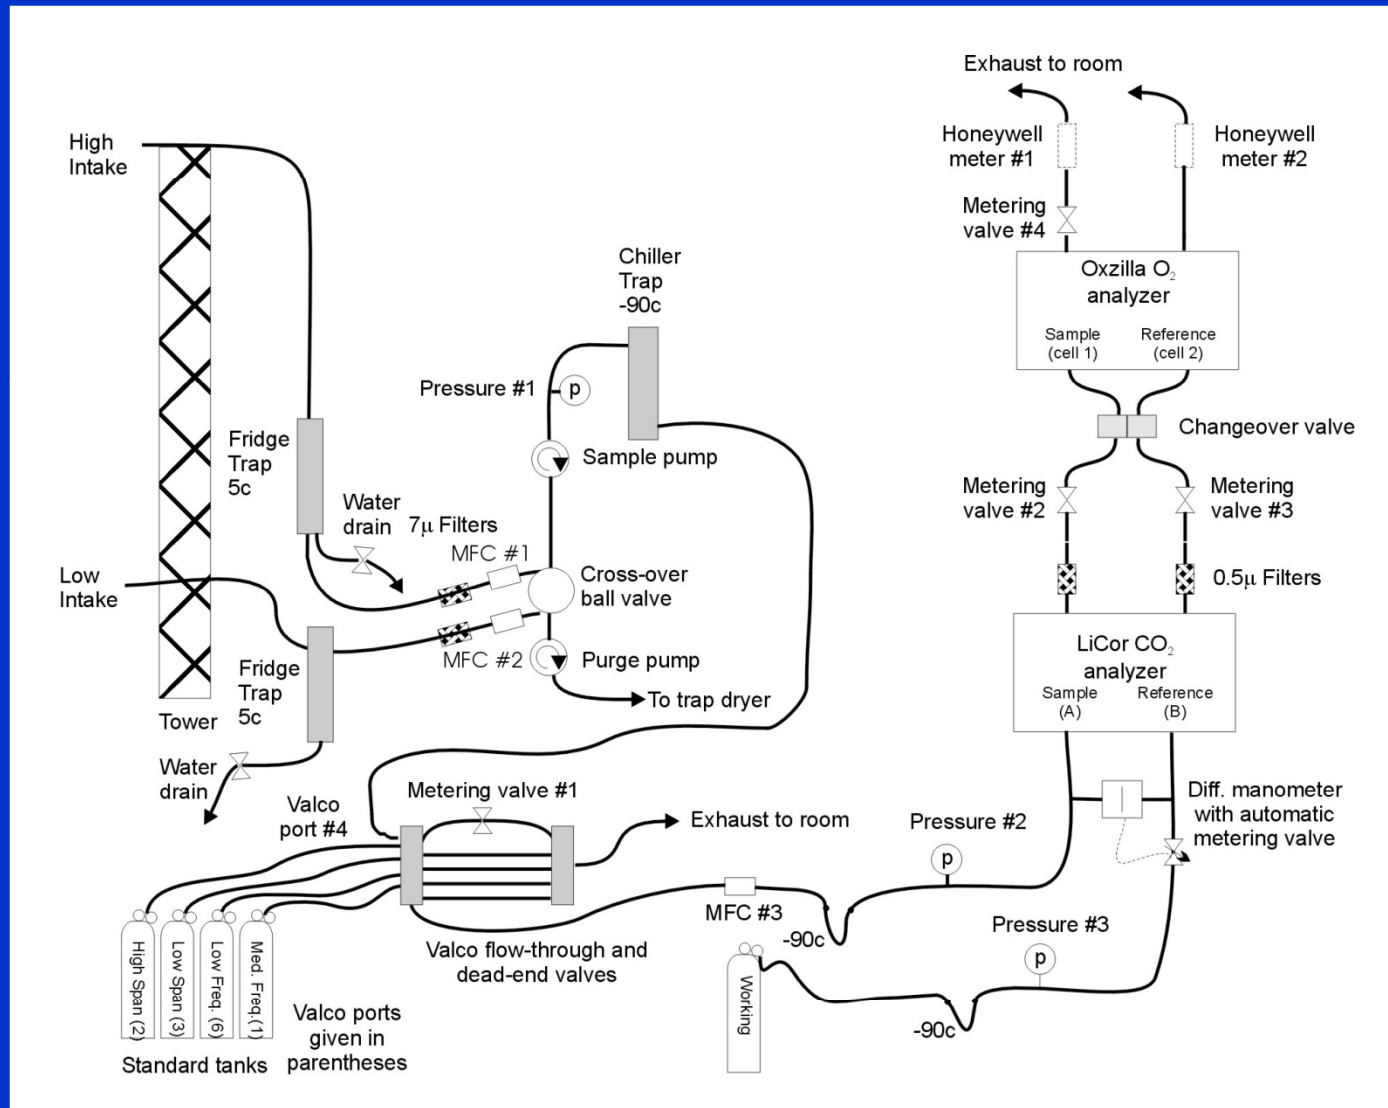 Exhaust to room
Honeywell
meter #1
Honeywell
meter #2
High
Intake
Metering
valve #4
Chiller
Trap
-90c
Oxzilla O₂
analyzer
Sample
(cell 1)
Reference
(cell 2)
Pressure #1
p
Changeover valve
Fridge
Trap
5c
Sample pump
Water
drain
7μ Filters
Metering
valve #2
Metering
valve #3
MFC #1
Low
Intake
Cross-over
ball valve
0.5μ Filters
MFC #2
Purge pump
LiCor CO₂
analyzer
Sample
(A)
Reference
(B)
Fridge
Trap
5c
To trap dryer
Tower
Water
drain
Valco
port #4
Metering valve #1
Exhaust to room
Pressure #2
p
Diff. manometer
with automatic
metering valve
MFC #3
-90c
Pressure #3
p
Valco flow-through and
dead-end valves
High Span (2)
Low Span (3)
Low Freq. (6)
Med. Freq.(1)
Working
-90c
Valco ports
given in
parentheses
Standard tanks